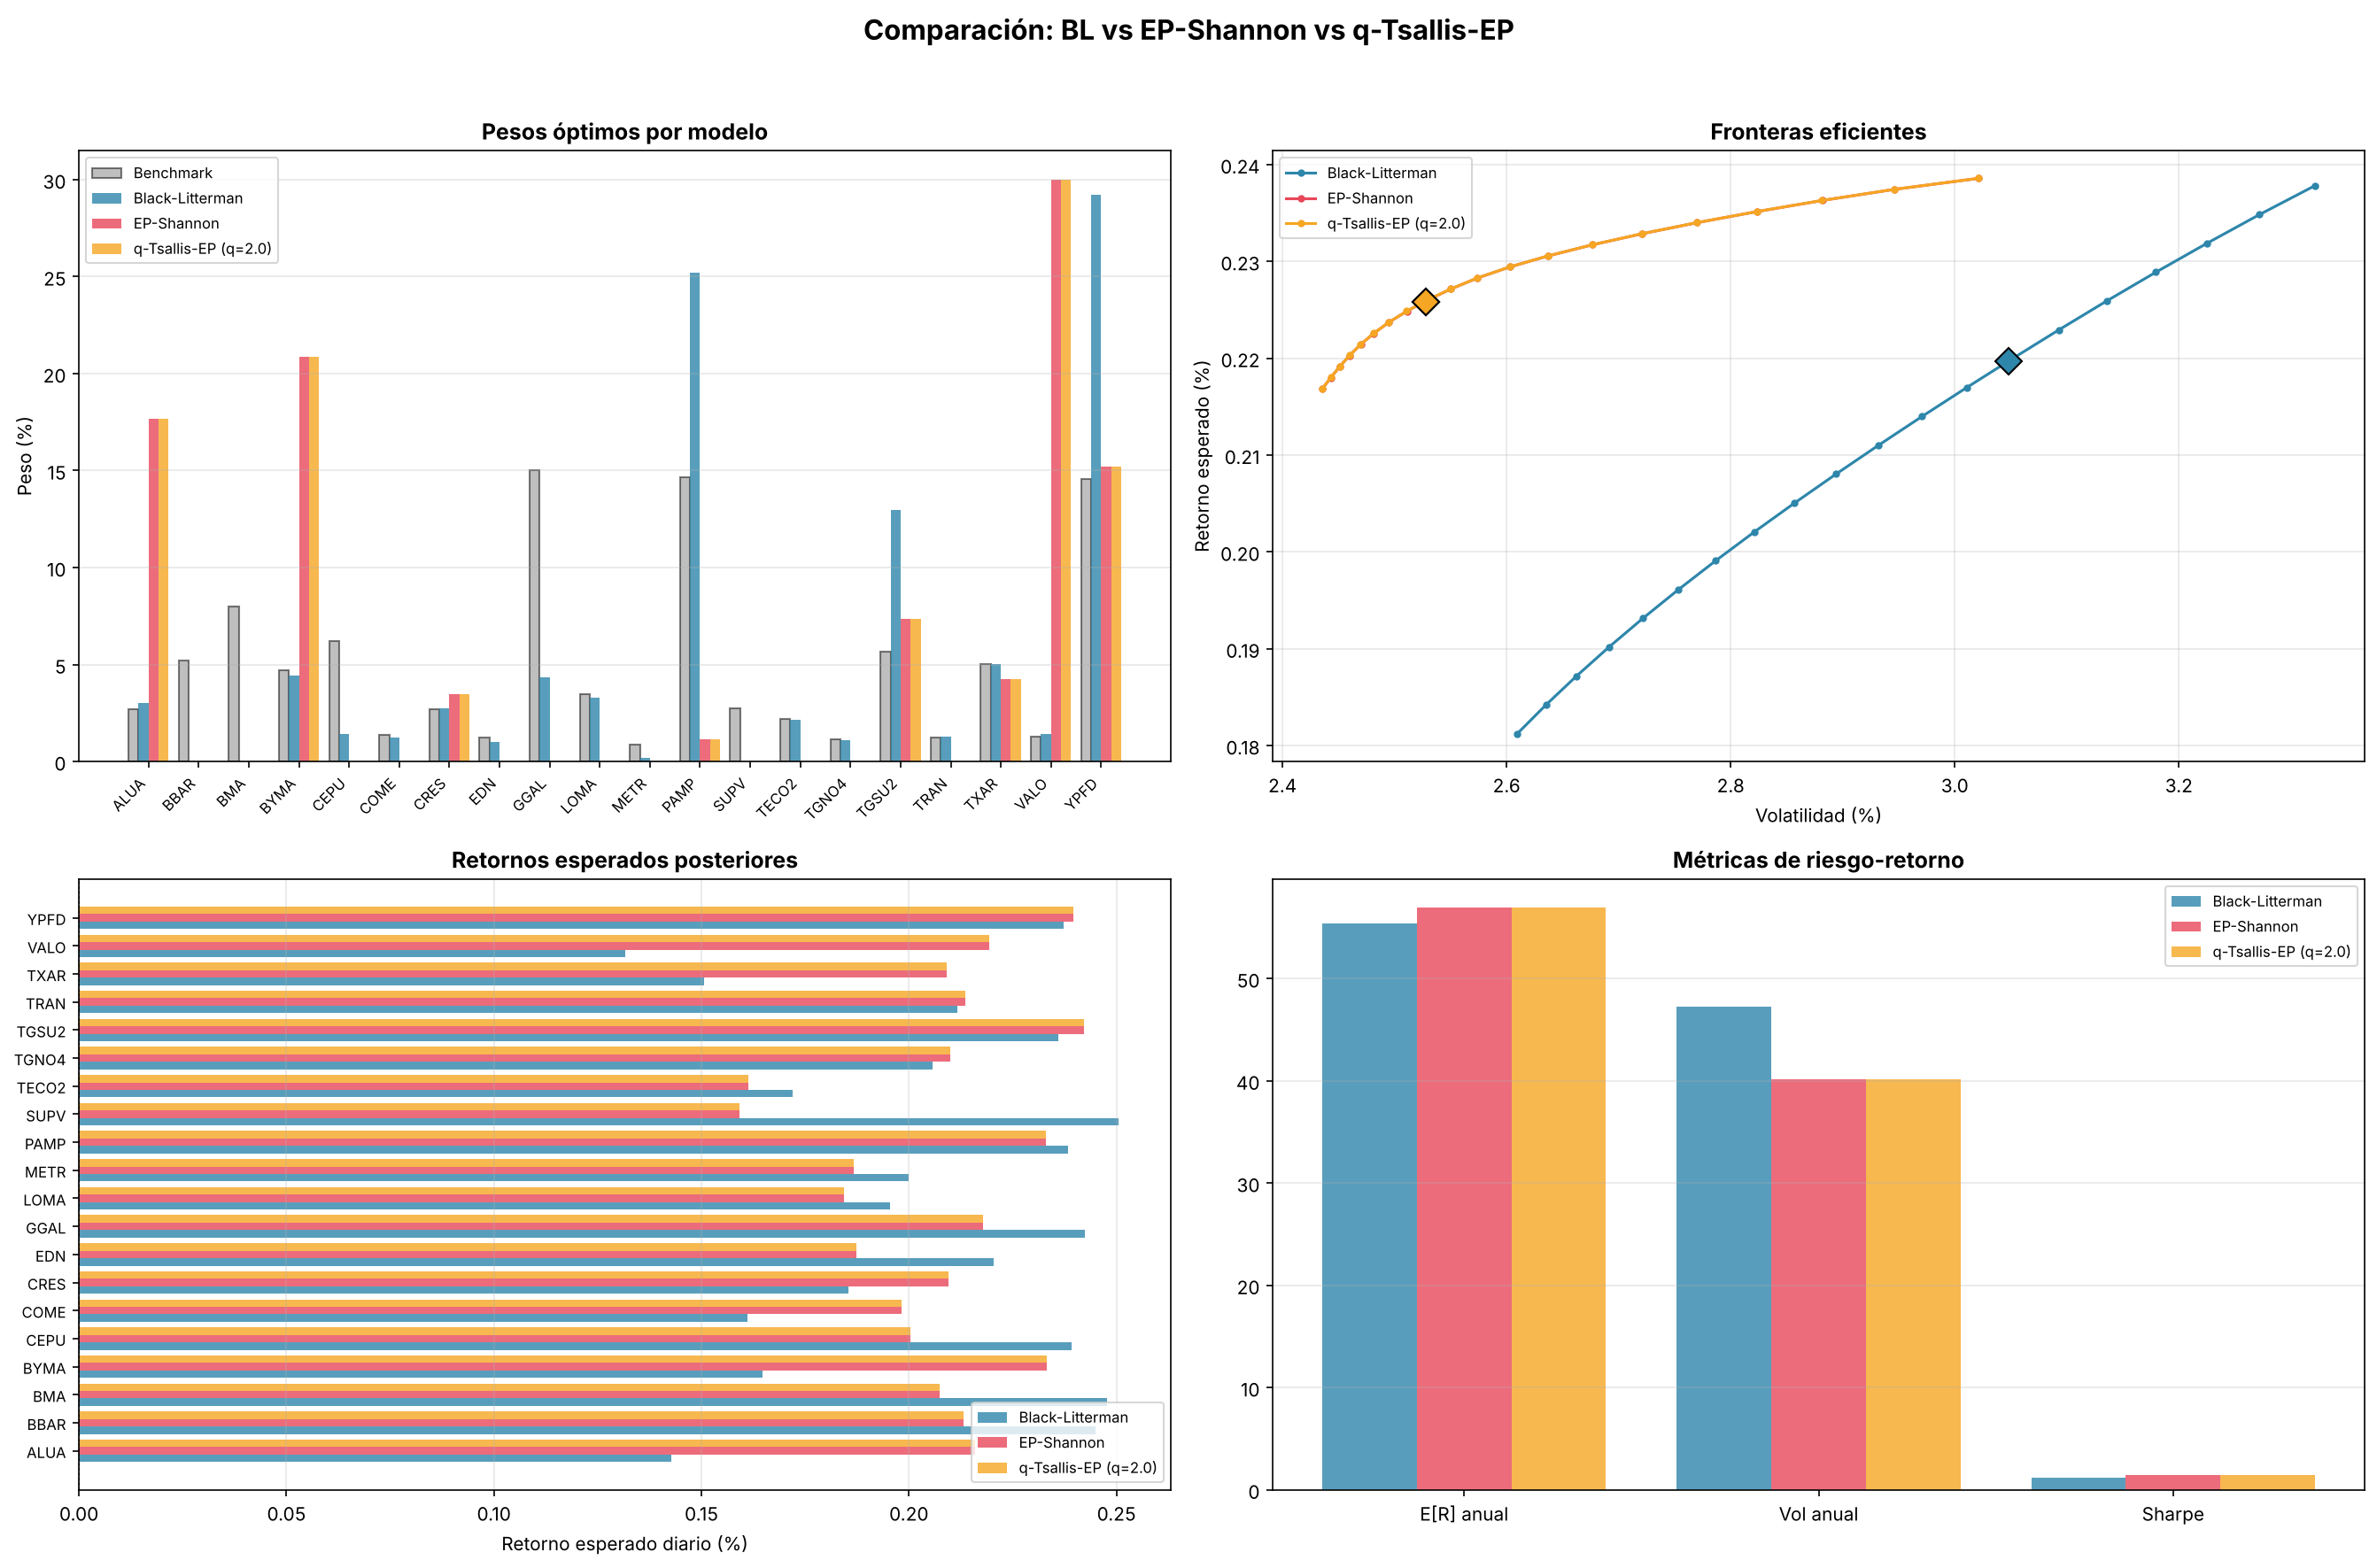 Comparación: BL vs EP-Shannon vs q-Tsallis-EP
Pesos óptimos por modelo
Benchmark
Black-Litterman
EP-Shannon
q-Tsallis-EP (q=2.0)
Peso (%)
30
25
20
15
10
5
0
ALUA
BBAR
BMA
BYMA
CEPU
COME
CRES
EDN
GGAL
LOMA
METR
PAMP
SUPV
TECO2
TGNO4
TGSU2
TRAN
TXAR
VALO
YPFD
Fronteras eficientes
Black-Litterman
EP-Shannon
q-Tsallis-EP (q=2.0)
Retorno esperado (%)
0.24
0.23
0.22
0.21
0.20
0.19
0.18
2.4
2.6
2.8
3.0
3.2
Volatilidad (%)
Retornos esperados posteriores
YPFD
VALO
TXAR
TRAN
TGSU2
TGNO4
TECO2
SUPV
PAMP
METR
LOMA
GGAL
EDN
CRES
COME
CEPU
BYMA
BMA
BBAR
ALUA
Black-Litterman
EP-Shannon
q-Tsallis-EP (q=2.0)
0.00
0.05
0.10
0.15
0.20
0.25
Retorno esperado diario (%)
Métricas de riesgo-retorno
Black-Litterman
EP-Shannon
q-Tsallis-EP (q=2.0)
50
40
30
20
10
0
E[R] anual
Vol anual
Sharpe